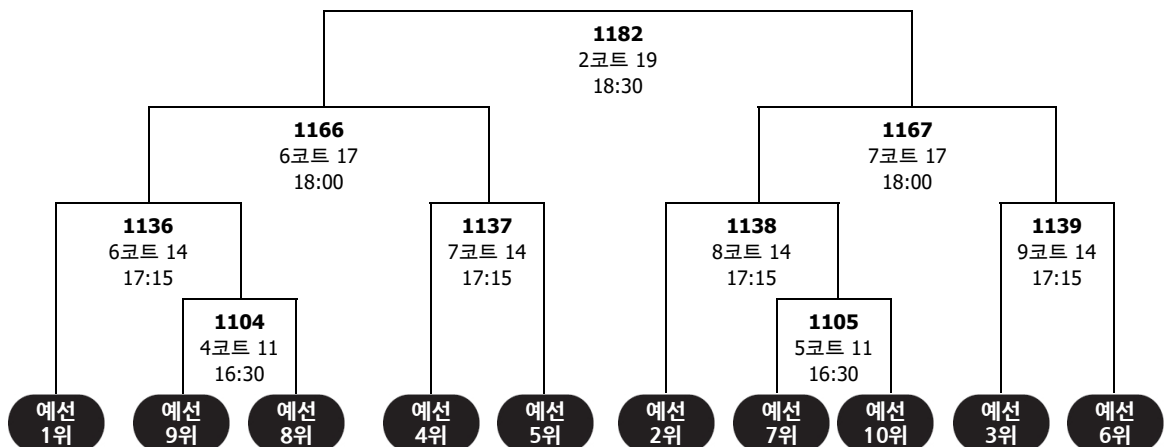 1182
2코트 19
18:30
1166
6코트 17
18:00
1167
7코트 17
18:00
1136
6코트 14
17:15
1137
7코트 14
17:15
1138
8코트 14
17:15
1139
9코트 14
17:15
1104
4코트 11
16:30
1105
5코트 11
16:30
예선
1위
예선
9위
예선
8위
예선
4위
예선
5위
예선
2위
예선
7위
예선
10위
예선
3위
예선
6위